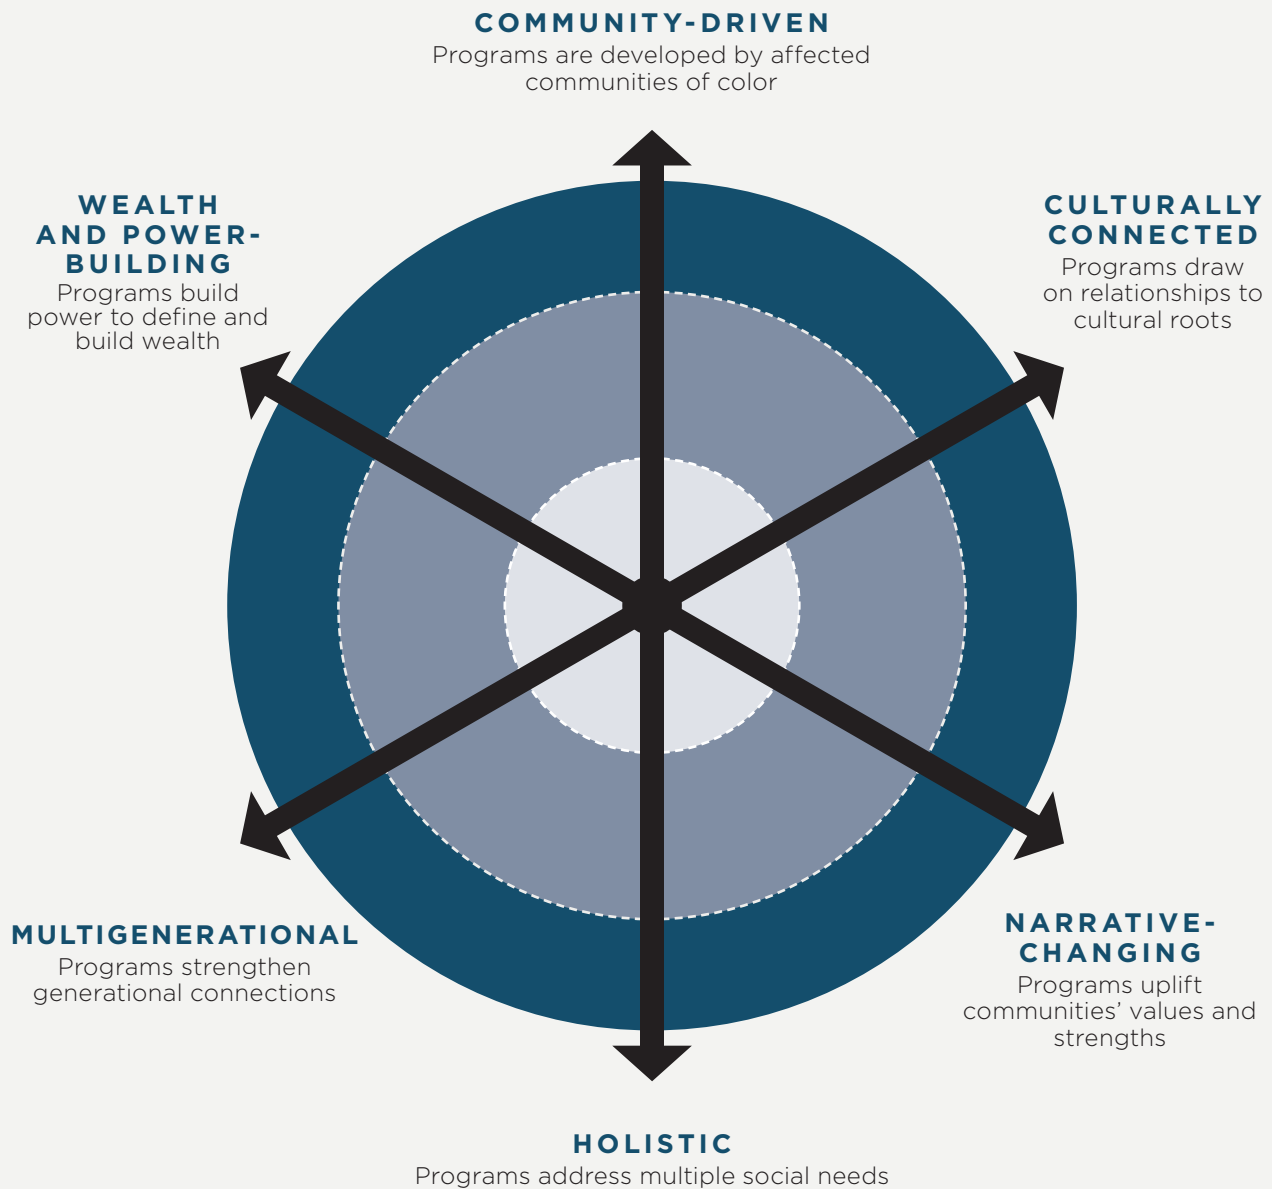 COMMUNITY-DRIVEN
Programs are developed by affected
communities of color
WEALTH
AND POWER-
BUILDING
Programs build
power to define and
build wealth
CULTURALLY
CONNECTED
Programs draw
on relationships to
cultural roots
MULTIGENERATIONAL
Programs strengthen
generational connections
NARRATIVE-
CHANGING
Programs uplift
communities’ values and
strengths
HOLISTIC
Programs address multiple social needs